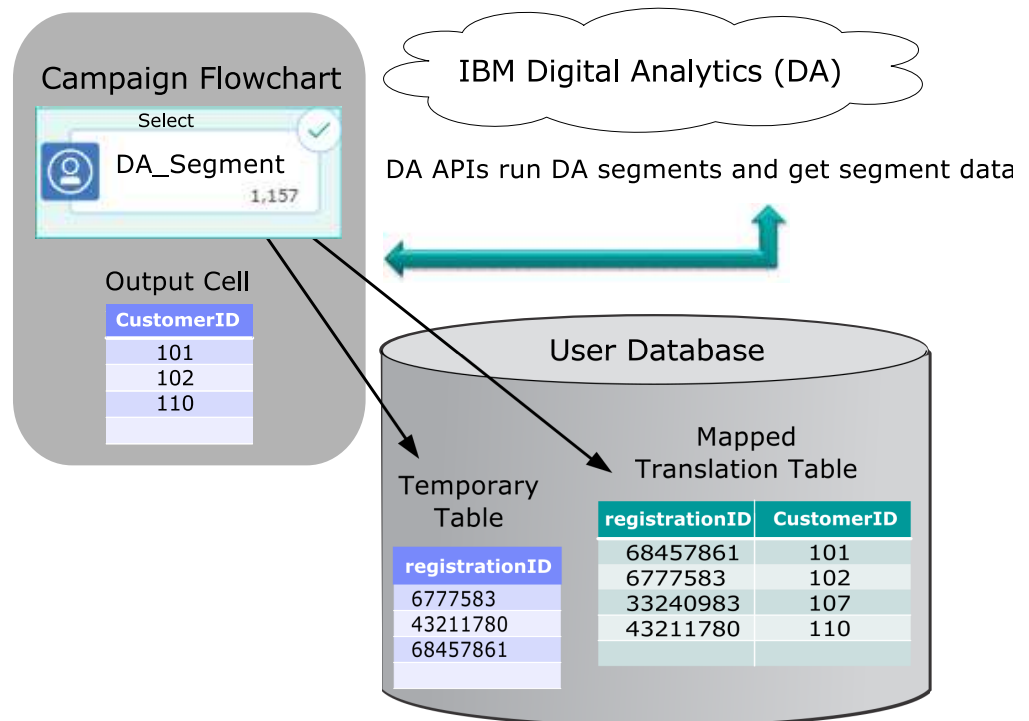 Campaign Flowchart
Select
DA_Segment
1,157
Output Cell
CustomerID
101
102
110
IBM Digital Analytics (DA)
DA APIs run DA segments and get segment data
User Database
Temporary
Table
registrationID
6777583
43211780
68457861
Mapped
Translation Table
registrationID CustomerID
68457861 101
6777583 102
33240983 107
43211780 110